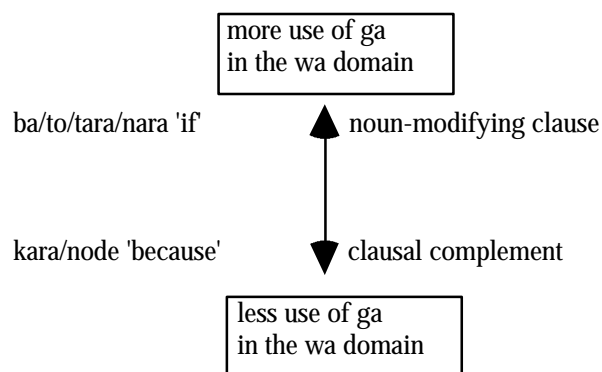 more use of ga
in the wa domain
ba/to/tara/nara 'if'
noun-modifying clause
kara/node 'because'
clausal complement
less use of ga
in the wa domain